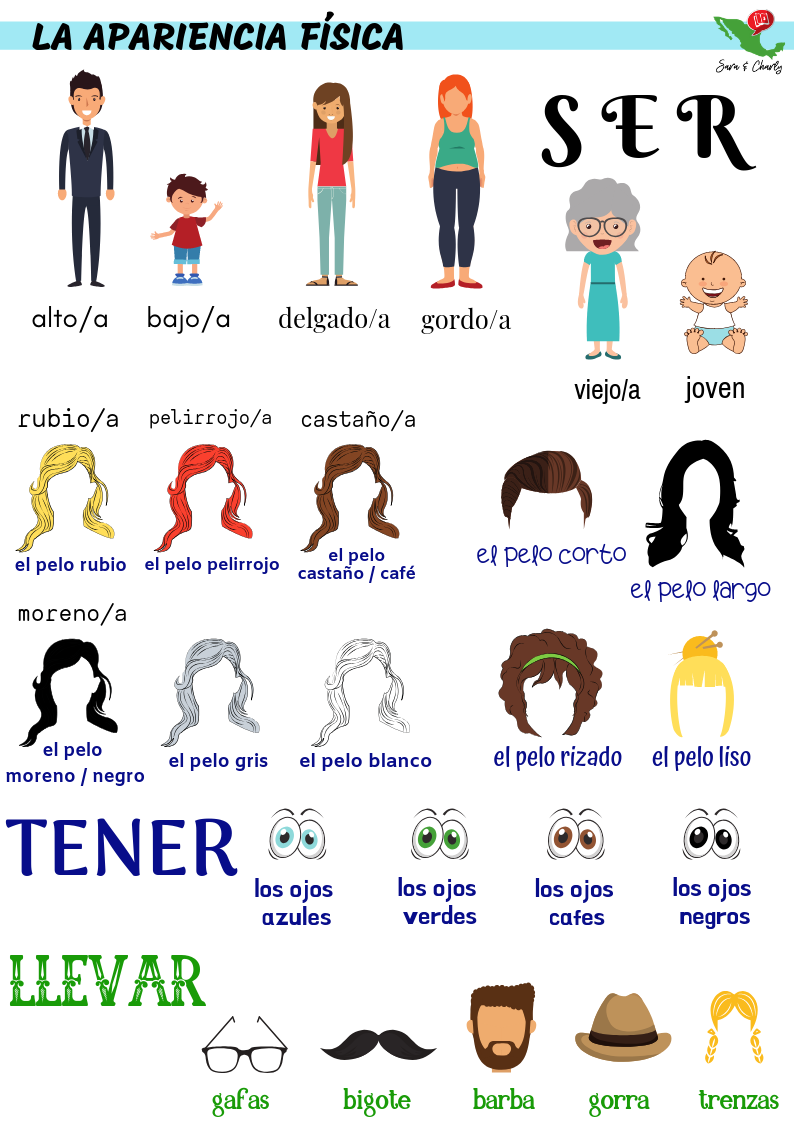 LA APARIENCIA FÍSICA
Sara & Charly
SER
alto/a
bajo/a
delgado/a
gordo/a
viejo/a
joven
rubio/a
pelirrojo/a
castaño/a
el pelo rubio
el pelo pelirrojo
el pelo
castaño / café
el pelo corto
el pelo largo
moreno/a
el pelo
moreno / negro
el pelo gris
el pelo blanco
el pelo rizado
el pelo liso
TENER
los ojos
azules
los ojos
verdes
los ojos
cafes
los ojos
negros
LLEVAR
gafas
bigote
barba
gorra
trenzas